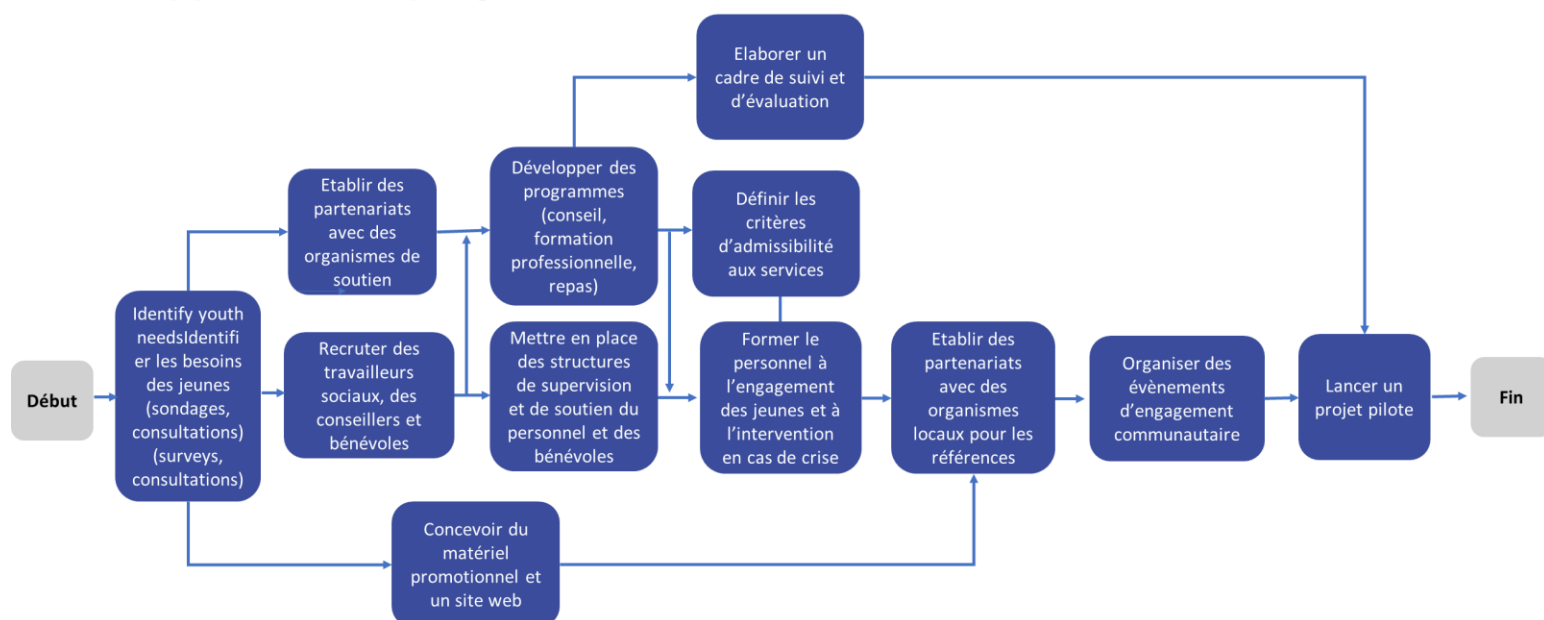 Elaborer un
cadre de suivi et
d'évaluation
Etablir des
partenariats
avec des
organismes de
soutien
Développer des
programmes
(conseil,
formation
professionnelle,
repas)
Définir les
critères
d'admissibilité
aux services
Début
Identify youth
needsIdentifi
er les besoins
des jeunes
(sondages,
consultations)
(surveys,
consultations)
Recruter des
travailleurs
sociaux, des
conseillers et
bénévoles
Mettre en place
des structures
de supervision
et de soutien du
personnel et des
bénévoles
Former le
personnel à
l'engagement
des jeunes et à
l'intervention
en cas de crise
Etablir des
partenariats
avec des
organismes
locaux pour les
références
Organiser des
évènements
d'engagement
communautaire
Lancer un
projet pilote
Fin
Concevoir du
matériel
promotionnel et
un site web